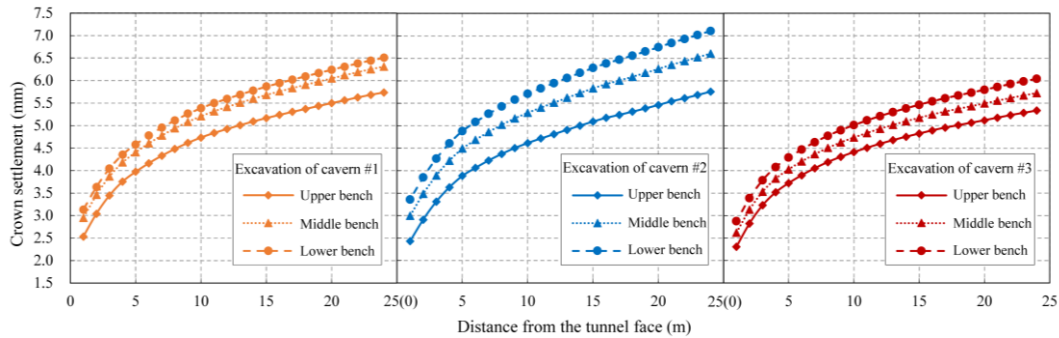 7.5
7.0
6.5
6.0
5.5
5.0
4.5
4.0
3.5
3.0
2.5
2.0
1.5
Crown settlement (mm)
Excavation of cavern #1
Upper bench
Middle bench
Lower bench
Excavation of cavern #2
Upper bench
Middle bench
Lower bench
Excavation of cavern #3
Upper bench
Middle bench
Lower bench
0 5 10 15 20 25(0) 5 10 15 20 25(0) 5 10 15 20 25
Distance from the tunnel face (m)